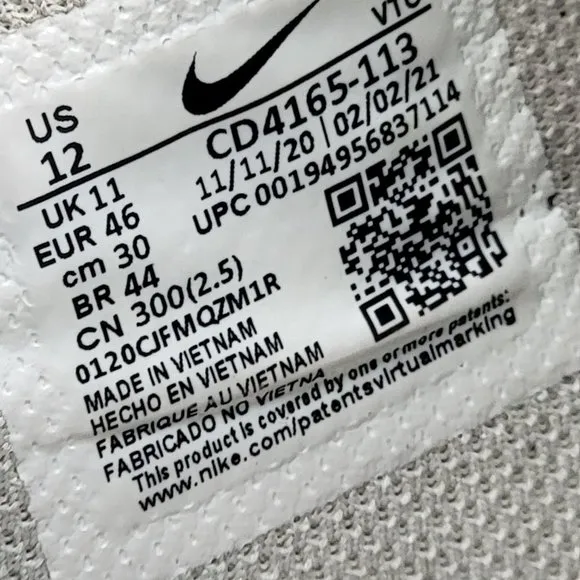 US
12
UK 11
EUR 46
cm 30
BR 44
CN 300(2.5)
0120CJFMQZM1R
VTC
CD4165-113
11/11/20 | 02/02/21
UPC 00194956837114
MADE IN VIETNAM
HECHO EN VIETNAM
FABRIQUE AU VIETNAM
FABRICADO NO VIETNA
This product is covered by one or more patents:
www.nike.com/patentsvirtualmarking